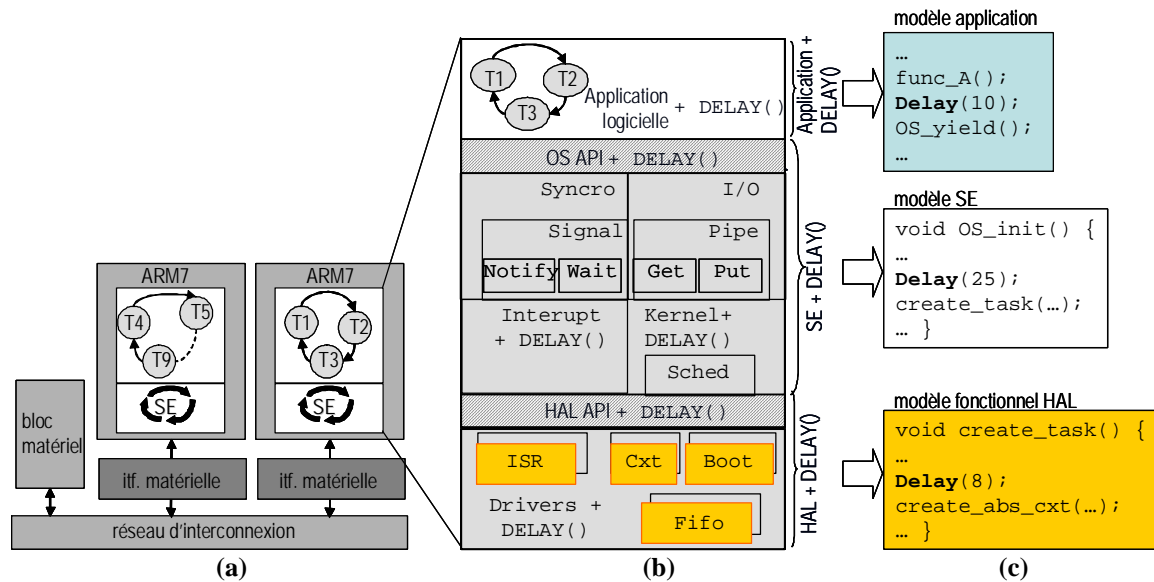 ARM7
T4
T5
T9
SE
ARM7
T1
T2
T3
SE
bloc
matériel
itf. matérielle
itf. matérielle
réseau d'interconnexion
(a)
T1
T2
T3
Application
logicielle
+ DELAY()
OS API + DELAY()
Syncro
Signal
Notify
Wait
I/O
Pipe
Get
Put
Interupt
+ DELAY()
Kernel+
DELAY()
Sched
HAL API + DELAY()
ISR
Cxt
Boot
Drivers +
DELAY()
Fifo
(b)
Application +
DELAY()
SE + DELAY()
HAL + DELAY()
modèle application
…
func_A();
Delay(10);
OS_yield();
…
modèle SE
void OS_init() {
…
Delay(25);
create_task(…);
… }
modèle fonctionnel HAL
void create_task() {
…
Delay(8);
create_abs_cxt(…);
… }
(c)